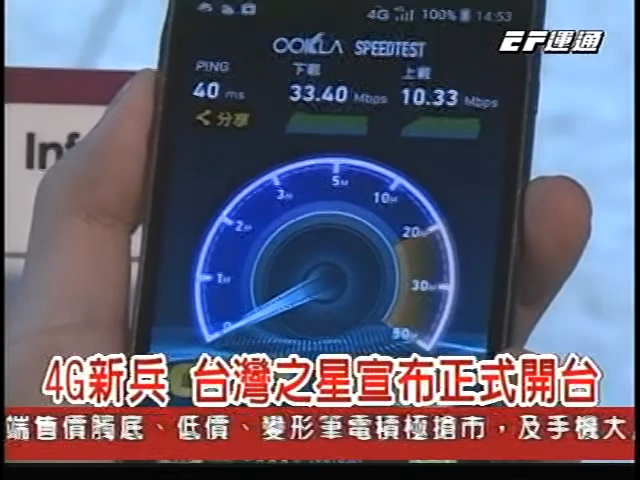 4G 100% 14:53
EF運通
OOKLA SPEEDTEST
PING 下載 上載
40 ms 33.40 Mbps 10.33 Mbps
分享
Inf
0 1M 2M 3M 5M 10M 20M 30M 50M
4G新兵 台灣之星宣布正式開台
端售價觸底、低價、變形筆電積極搶市，及手機大